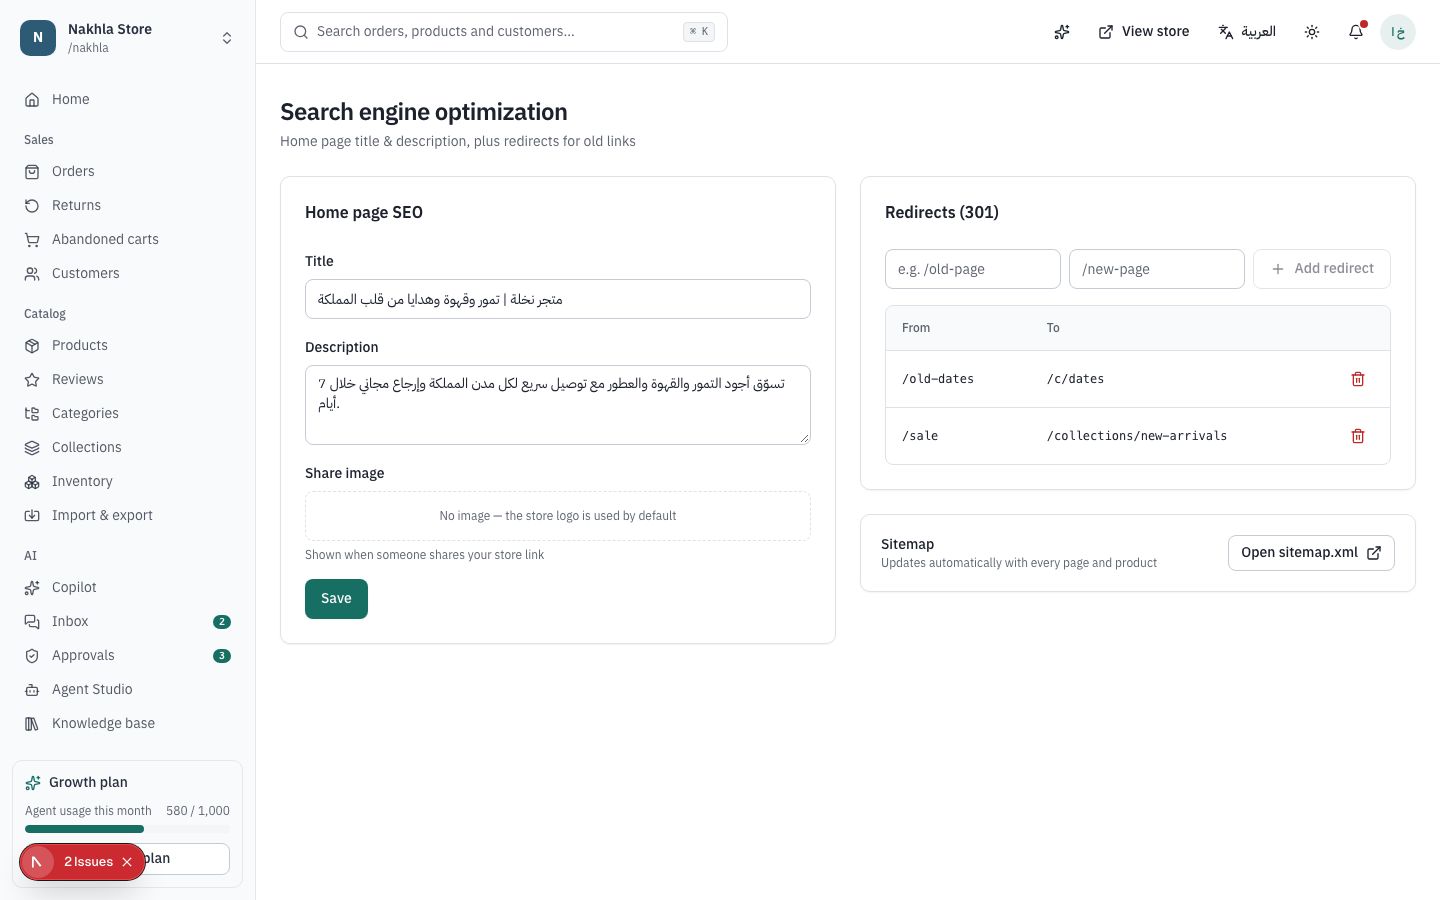 N
Nakhla Store
/nakhla
Home
Sales
Orders
Returns
Abandoned carts
Customers
Catalog
Products
Reviews
Categories
Collections
Inventory
Import & export
AI
Copilot
Inbox 2
Approvals 3
Agent Studio
Knowledge base
Growth plan
Agent usage this month 580 / 1,000
plan
2 Issues
Search orders, products and customers... ⌘ K
View store
العربية
خ ا
Search engine optimization
Home page title & description, plus redirects for old links
Home page SEO
Title
متجر نخلة | تمور وقهوة وهدايا من قلب المملكة
Description
تسوّق أجود التمور والقهوة والعطور مع توصيل سريع لكل مدن المملكة وإرجاع مجاني خلال 7
أيام.
Share image
No image — the store logo is used by default
Shown when someone shares your store link
Save
Redirects (301)
e.g. /old-page /new-page Add redirect
From To
/old-dates /c/dates
/sale /collections/new-arrivals
Sitemap
Updates automatically with every page and product
Open sitemap.xml